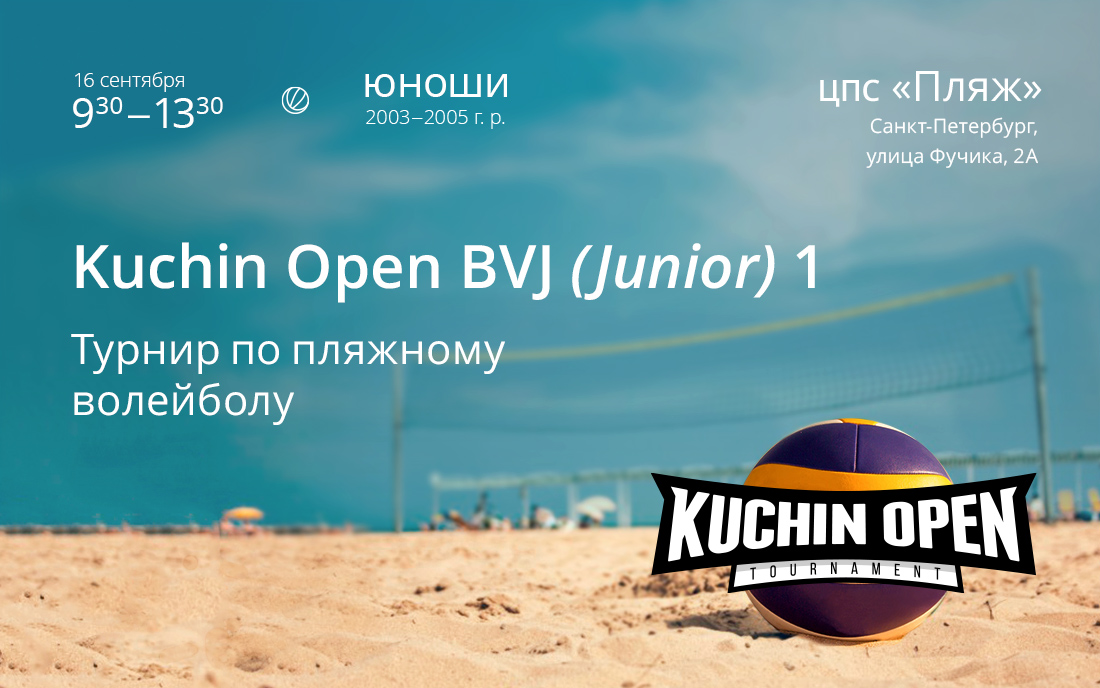 16 сентября
9³⁰–13³⁰
юноши
2003–2005 г. р.
цпс «Пляж»
Санкт-Петербург,
улица Фучика, 2А
Kuchin Open BVJ (Junior) 1
Турнир по пляжному
волейболу
KUCHIN OPEN
TOURNAMENT